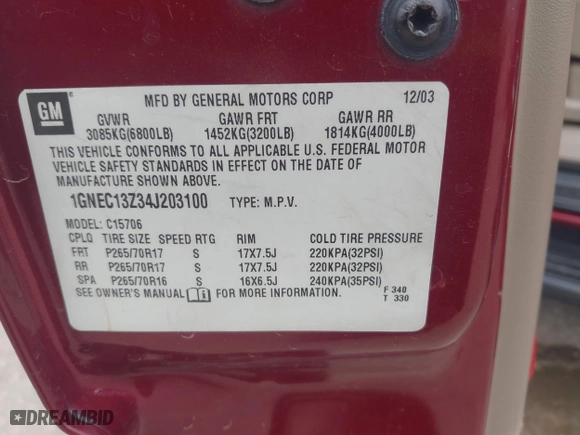 GM
MFD BY GENERAL MOTORS CORP 12/03
GVWR GAWR FRT GAWR RR
3085KG(6800LB) 1452KG(3200LB) 1814KG(4000LB)
THIS VEHICLE CONFORMS TO ALL APPLICABLE U.S. FEDERAL MOTOR
VEHICLE SAFETY STANDARDS IN EFFECT ON THE DATE OF
MANUFACTURE SHOWN ABOVE.
1GNEC13Z34J203100 TYPE: M.P.V.
MODEL: C15706
CPLQ TIRE SIZE SPEED RTG RIM COLD TIRE PRESSURE
FRT P265/70R17 S 17X7.5J 220KPA(32PSI)
RR P265/70R17 S 17X7.5J 220KPA(32PSI)
SPA P265/70R16 S 16X6.5J 240KPA(35PSI)
SEE OWNER'S MANUAL FOR MORE INFORMATION. F 340
T 330
DREAMBID